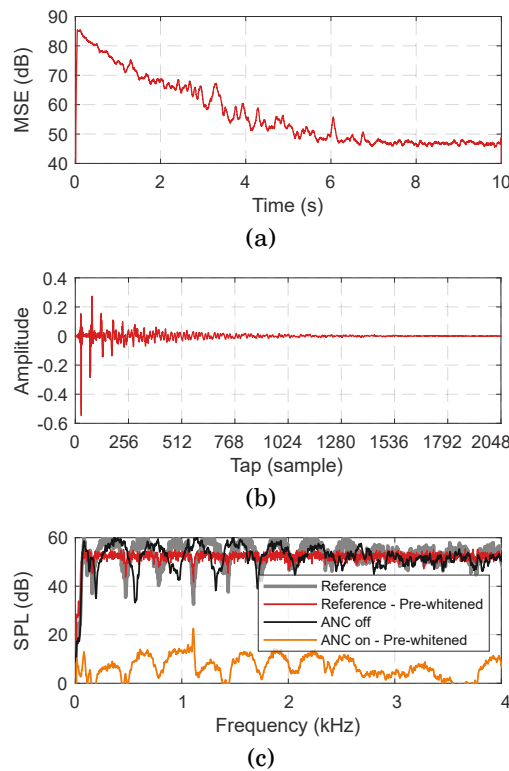 90
80
70
60
50
40
MSE (dB)
0 2 4 6 8 10
Time (s)
(a)
0.4
0.2
0
-0.2
-0.4
-0.6
Amplitude
0 256 512 768 1024 1280 1536 1792 2048
Tap (sample)
(b)
60
40
20
0
SPL (dB)
Reference
Reference - Pre-whitened
ANC off
ANC on - Pre-whitened
0 1 2 3 4
Frequency (kHz)
(c)